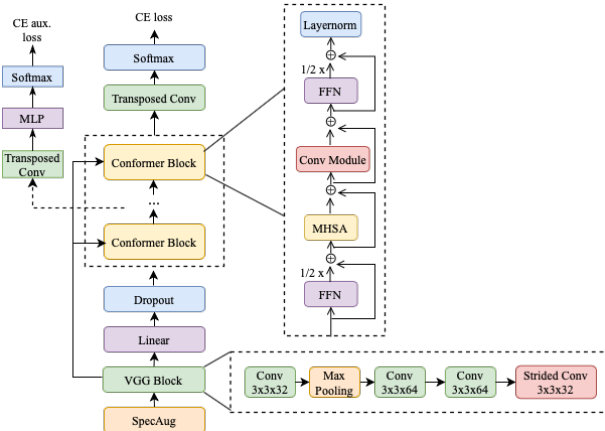 CE aux.
loss
Softmax
MLP
Transposed
Conv
CE loss
Softmax
Transposed Conv
Conformer Block
...
Conformer Block
Dropout
Linear
VGG Block
SpecAug
Layernorm
1/2 x
FFN
Conv Module
MHSA
1/2 x
FFN
Conv
3x3x32
Max
Pooling
Conv
3x3x64
Conv
3x3x64
Strided Conv
3x3x32